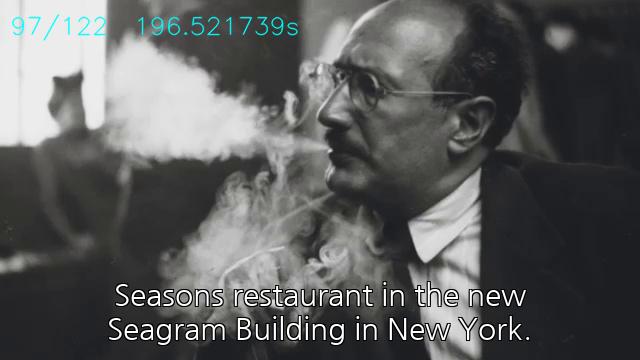 97/122 196.521739s
Seasons restaurant in the new
Seagram Building in New York.